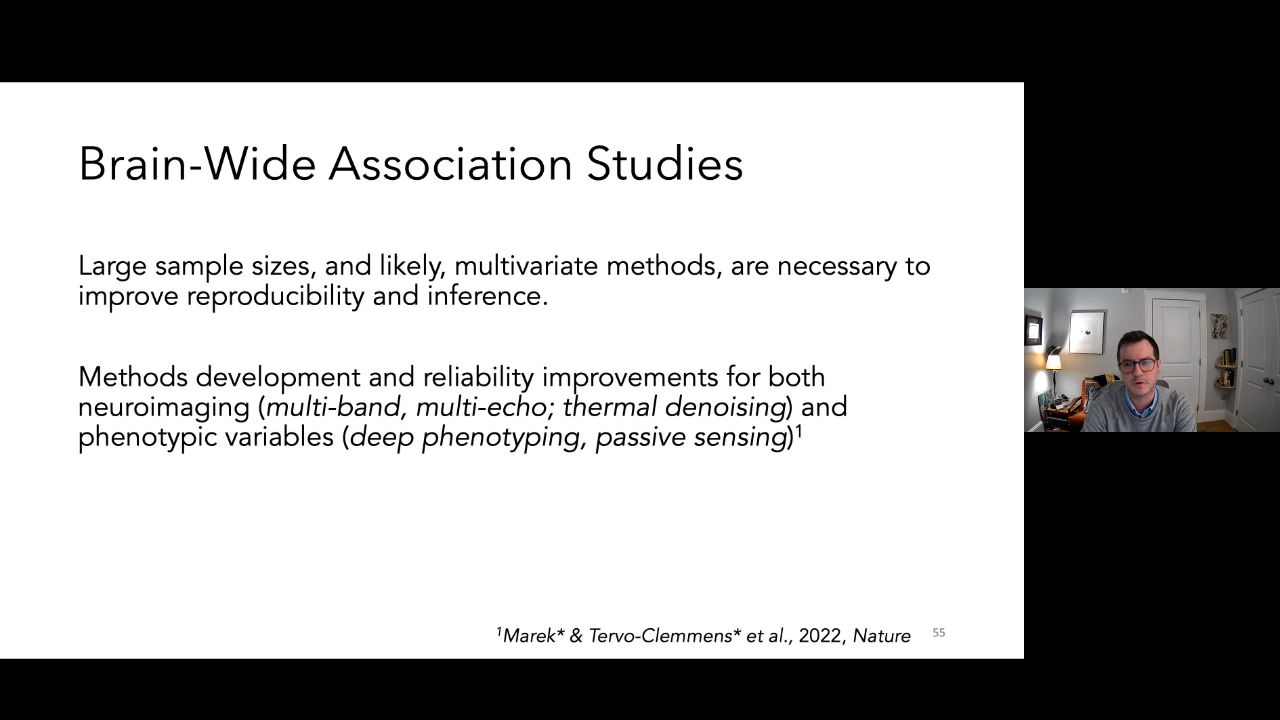 Brain-Wide Association Studies
Large sample sizes, and likely, multivariate methods, are necessary to
improve reproducibility and inference.
Methods development and reliability improvements for both
neuroimaging (multi-band, multi-echo; thermal denoising) and
phenotypic variables (deep phenotyping, passive sensing)¹
¹Marek* & Tervo-Clemmens* et al., 2022, Nature
55